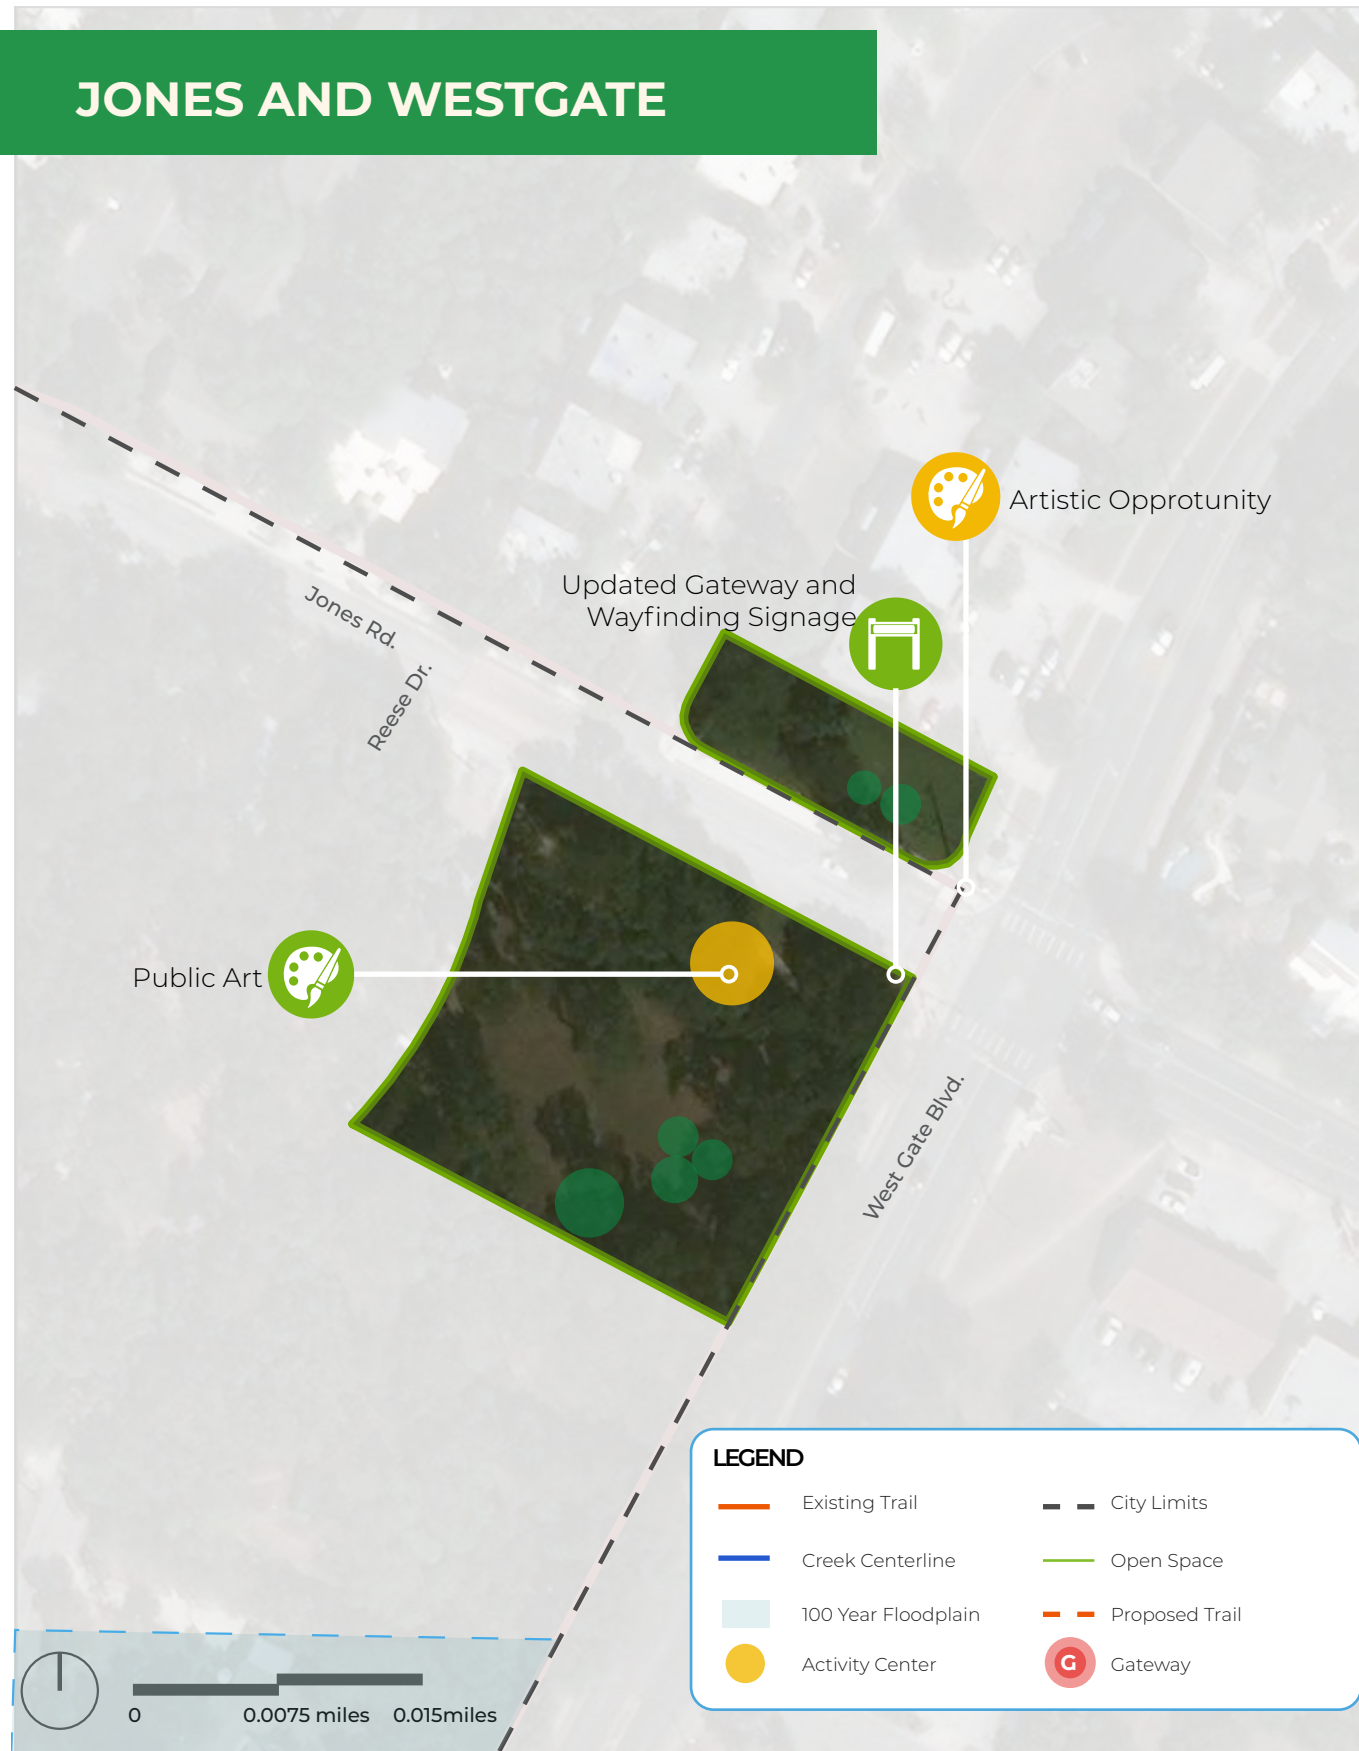 JONES AND WESTGATE
Artistic Opprotunity
Updated Gateway and
Wayfinding Signage
Jones Rd.
Reese Dr.
Public Art
West Gate Blvd.
LEGEND
Existing Trail
City Limits
Creek Centerline
Open Space
100 Year Floodplain
Proposed Trail
Activity Center
G
Gateway
0
0.0075 miles
0.015miles